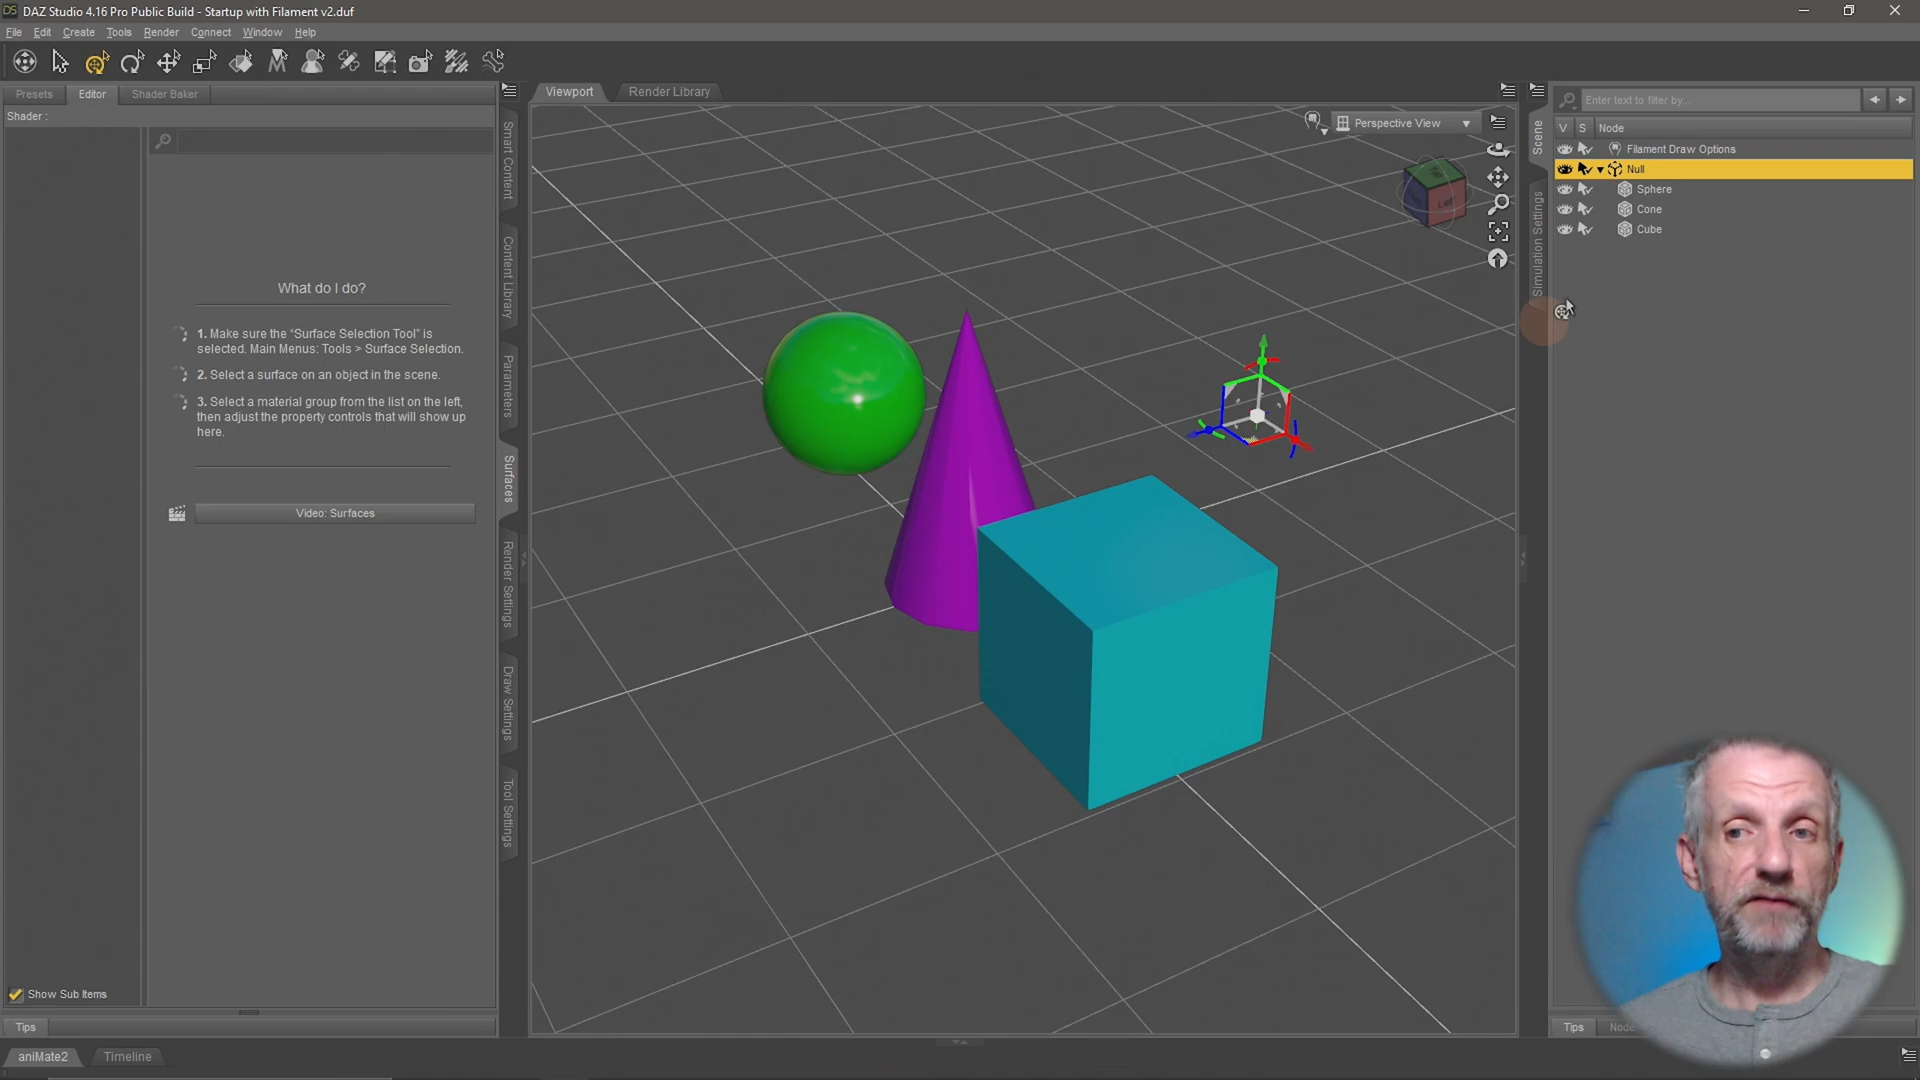 DAZ Studio 4.16 Pro Public Build - Startup with Filament v2.duf
File Edit Create Tools Render Connect Window Help
Presets Editor Shader Baker
Shader :
What do I do?
1. Make sure the “Surface Selection Tool” is
selected. Main Menus: Tools > Surface Selection.
2. Select a surface on an object in the scene.
3. Select a material group from the list on the left,
then adjust the property controls that will show up
here.
Video: Surfaces
Show Sub Items
Tips
aniMate2 Timeline
Smart Content
Content Library
Parameters
Surfaces
Render Settings
Draw Settings
Tool Settings
Viewport Render Library
Perspective View
Left
Scene
Simulation Settings
Enter text to filter by...
V S Node
Filament Draw Options
Null
Sphere
Cone
Cube
Tips